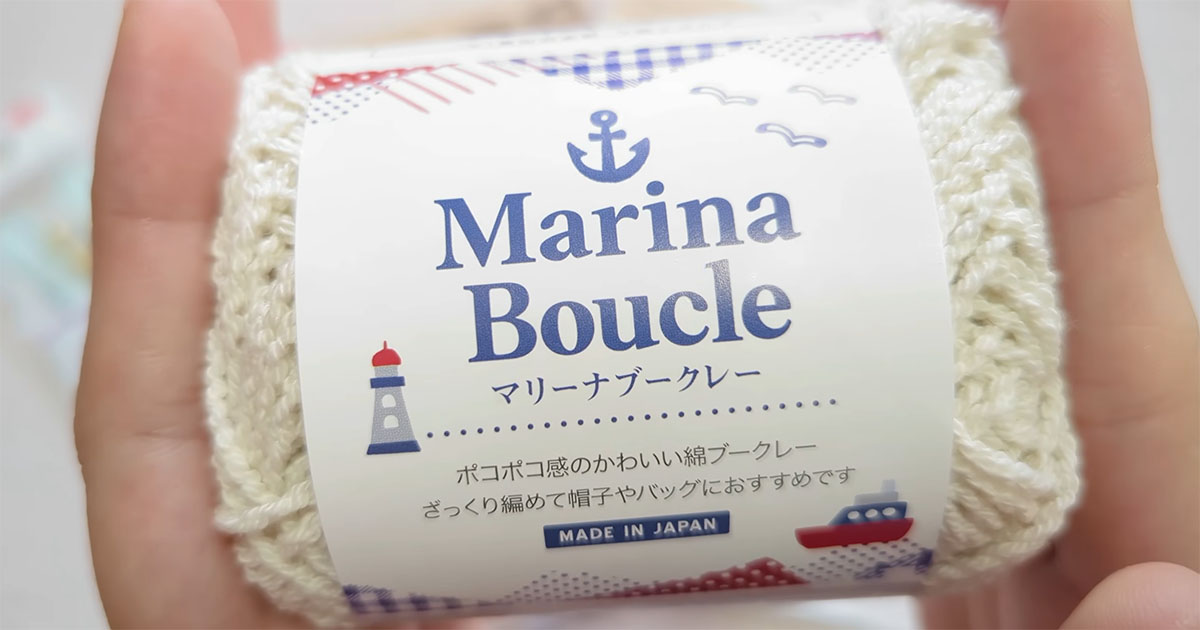 Marina
Boucle
マリーナブークレー
ポコポコ感のかわいい綿ブークレー
ざっくり編めて帽子やバッグにおすすめです
MADE IN JAPAN